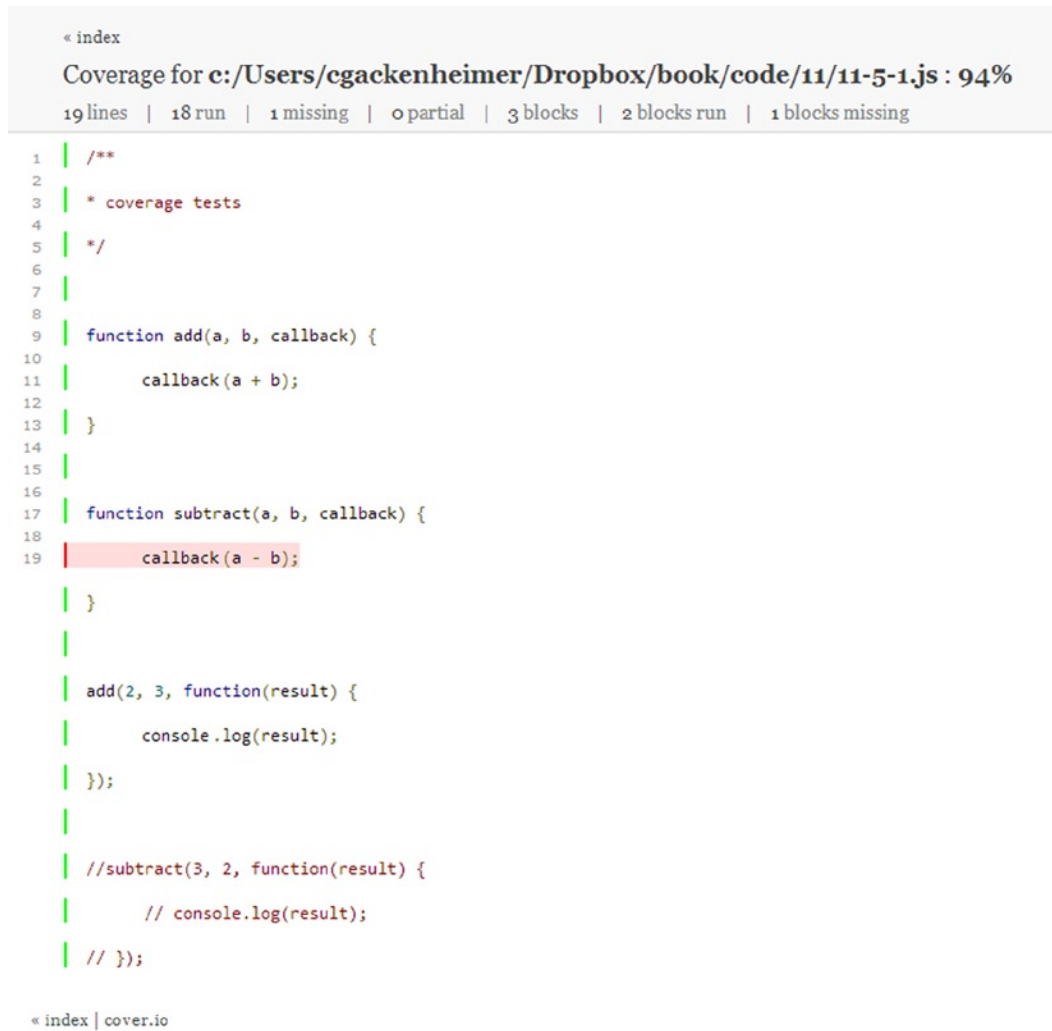 « index
Coverage for c:/Users/cgackenheimer/Dropbox/book/code/11/11-5-1.js : 94%
19 lines | 18 run | 1 missing | 0 partial | 3 blocks | 2 blocks run | 1 blocks missing
1 /**
2
3 * coverage tests
4
5 */
6
7
8
9 function add(a, b, callback) {
10
11 callback(a + b);
12
13 }
14
15
16
17 function subtract(a, b, callback) {
18
19 callback(a - b);
}
add(2, 3, function(result) {
console.log(result);
});
//subtract(3, 2, function(result) {
// console.log(result);
// });
« index | cover.io